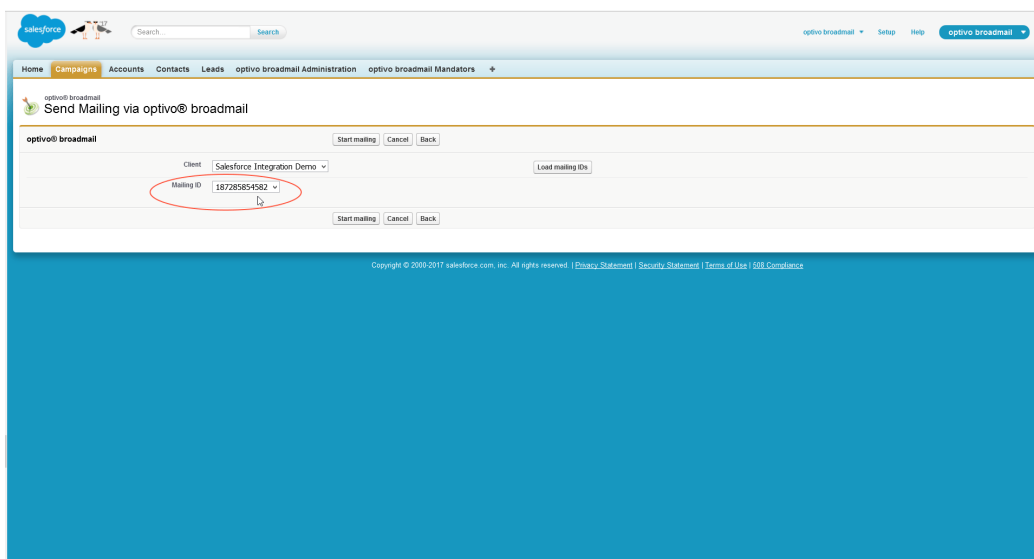 salesforce
17
Search...
Search
optivo broadmail
Setup
Help
optivo broadmail
Home Campaigns Accounts Contacts Leads optivo broadmail Administration optivo broadmail Mandators +
optivo® broadmail
Send Mailing via optivo® broadmail
optivo® broadmail
Start mailing Cancel Back
Client Salesforce Integration Demo
Load mailing IDs
Mailing ID 187285854582
Start mailing Cancel Back
Copyright © 2000-2017 salesforce.com, inc. All rights reserved. | Privacy Statement | Security Statement | Terms of Use | 508 Compliance